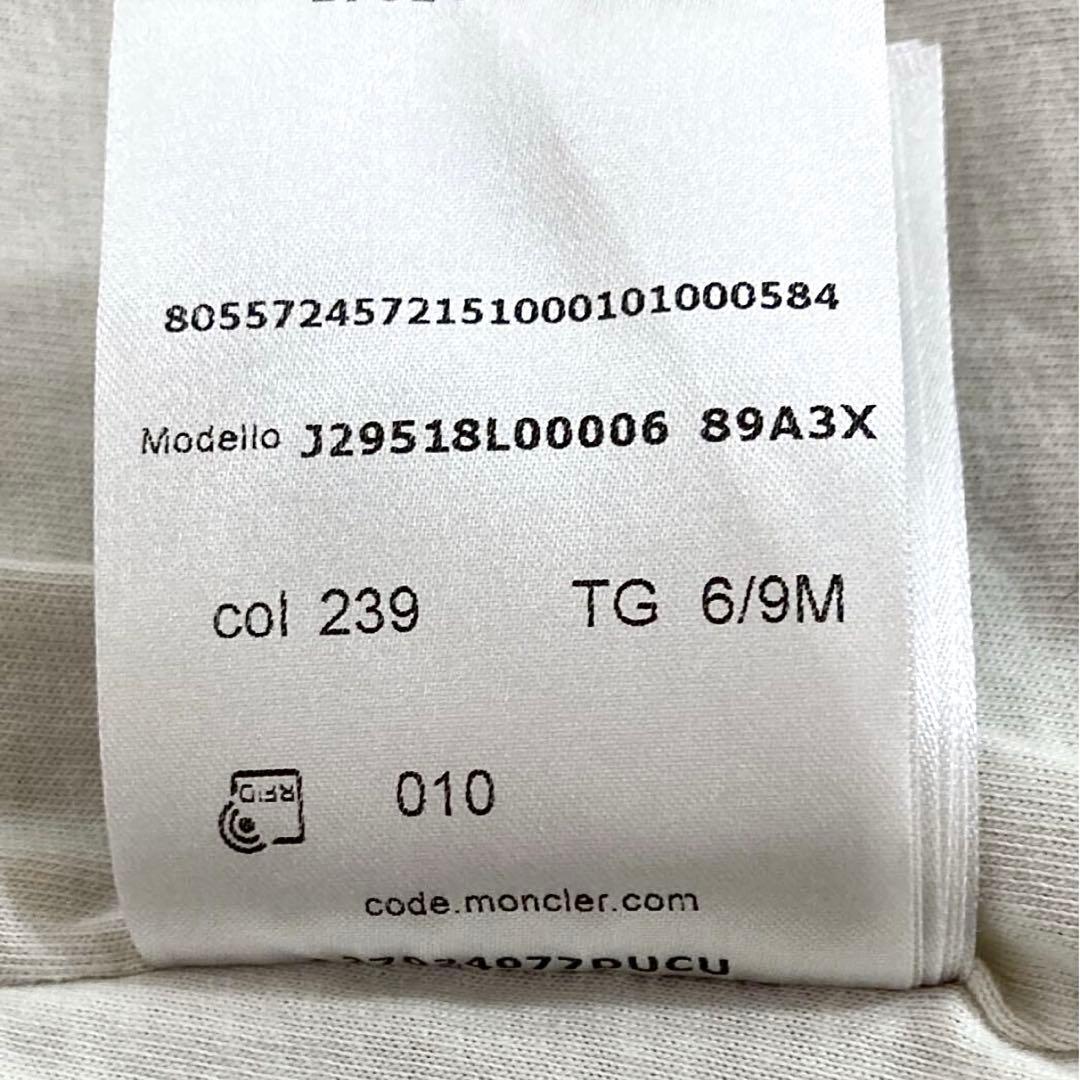 8055724572151000101000584
Modello J29518L00006 89A3X
col 239 TG 6/9M
RFID 010
code.moncler.com